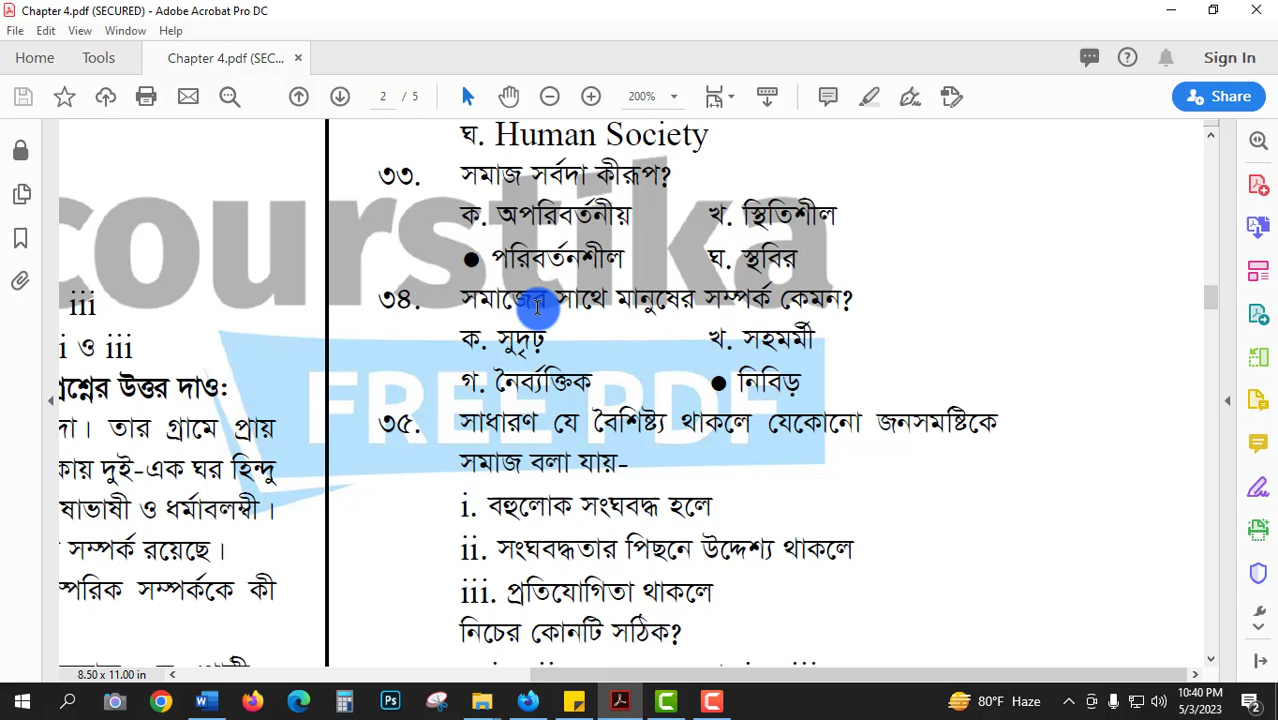 Chapter 4.pdf (SECURED) - Adobe Acrobat Pro DC
File Edit View Window Help
Home Tools Chapter 4.pdf (SEC... × Sign In
2 / 5 200% Share
iii
i ও iii
প্রশ্নের উত্তর দাও:
দা। তার গ্রামে প্রায়
কায় দুই-এক ঘর হিন্দু
ষাভাষী ও ধর্মাবলম্বী।
সম্পর্ক রয়েছে।
স্পরিক সম্পর্ককে কী
ঘ. Human Society
৩৩. সমাজ সর্বদা কীরূপ?
ক. অপরিবর্তনীয় খ. স্থিতিশীল
● পরিবর্তনশীল ঘ. স্থবির
৩৪. সমাজের সাথে মানুষের সম্পর্ক কেমন?
ক. সুদৃঢ় খ. সহমর্মী
গ. নৈর্ব্যক্তিক ● নিবিড়
৩৫. সাধারণ যে বৈশিষ্ট্য থাকলে যেকোনো জনসমষ্টিকে
সমাজ বলা যায়-
i. বহুলোক সংঘবদ্ধ হলে
ii. সংঘবদ্ধতার পিছনে উদ্দেশ্য থাকলে
iii. প্রতিযোগিতা থাকলে
নিচের কোনটি সঠিক?
courstika
FREE PDF
8.50 x 11.00 in
80°F Haze
10:40 PM
5/3/2023